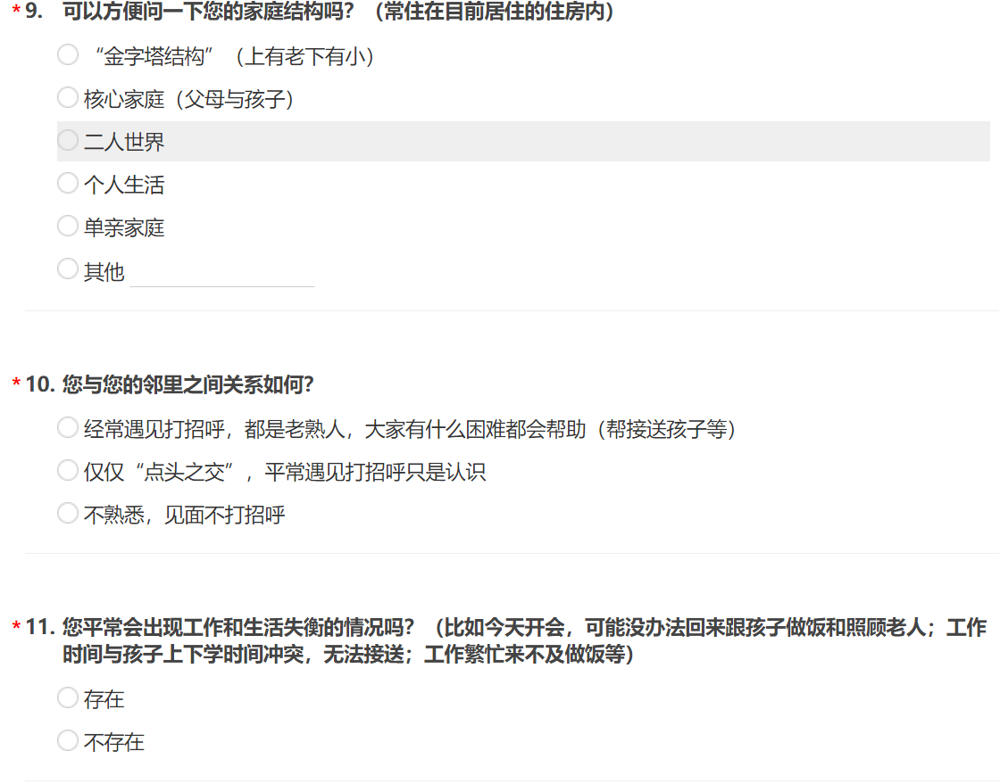 * 9. 可以方便问一下您的家庭结构吗？（常住在目前居住的住房内）
“金字塔结构”（上有老下有小）
核心家庭（父母与孩子）
二人世界
个人生活
单亲家庭
其他
* 10. 您与您的邻里之间关系如何？
经常遇见打招呼，都是老熟人，大家有什么困难都会帮助（帮接送孩子等）
仅仅“点头之交”，平常遇见打招呼只是认识
不熟悉，见面不打招呼
* 11. 您平常会出现工作和生活失衡的情况吗？（比如今天开会，可能没办法回来跟孩子做饭和照顾老人；工作
时间与孩子上下学时间冲突，无法接送；工作繁忙来不及做饭等）
存在
不存在